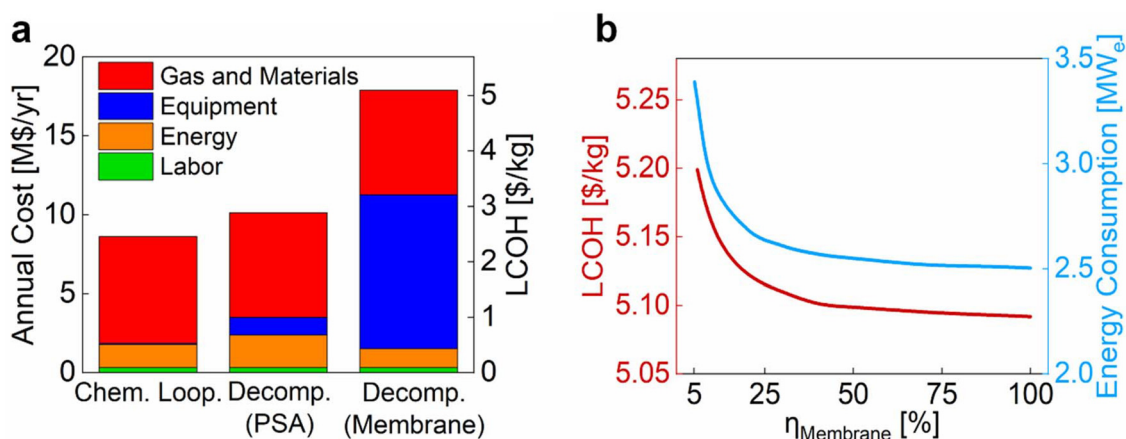 a
Annual Cost [M$/yr]
20
15
10
5
0
Gas and Materials
Equipment
Energy
Labor
5
4
3
2
1
0
LCOH [$/kg]
Chem. Loop.
Decomp.
(PSA)
Decomp.
(Membrane)
b
LCOH [$/kg]
5.25
5.20
5.15
5.10
5.05
3.5
3.0
2.5
2.0
Energy Consumption [MWe]
5
25
50
75
100
ηMembrane [%]